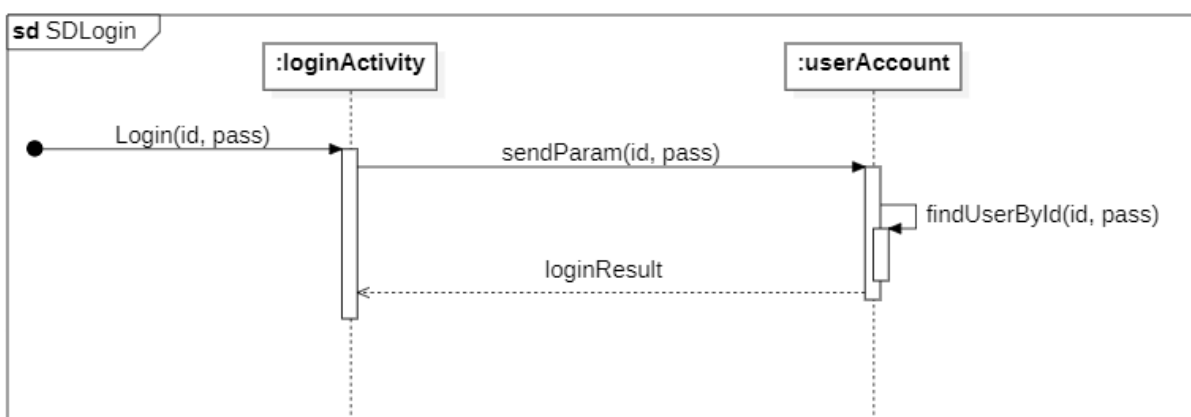 sd SDLogin
:loginActivity
:userAccount
Login(id, pass)
sendParam(id, pass)
findUserById(id, pass)
loginResult